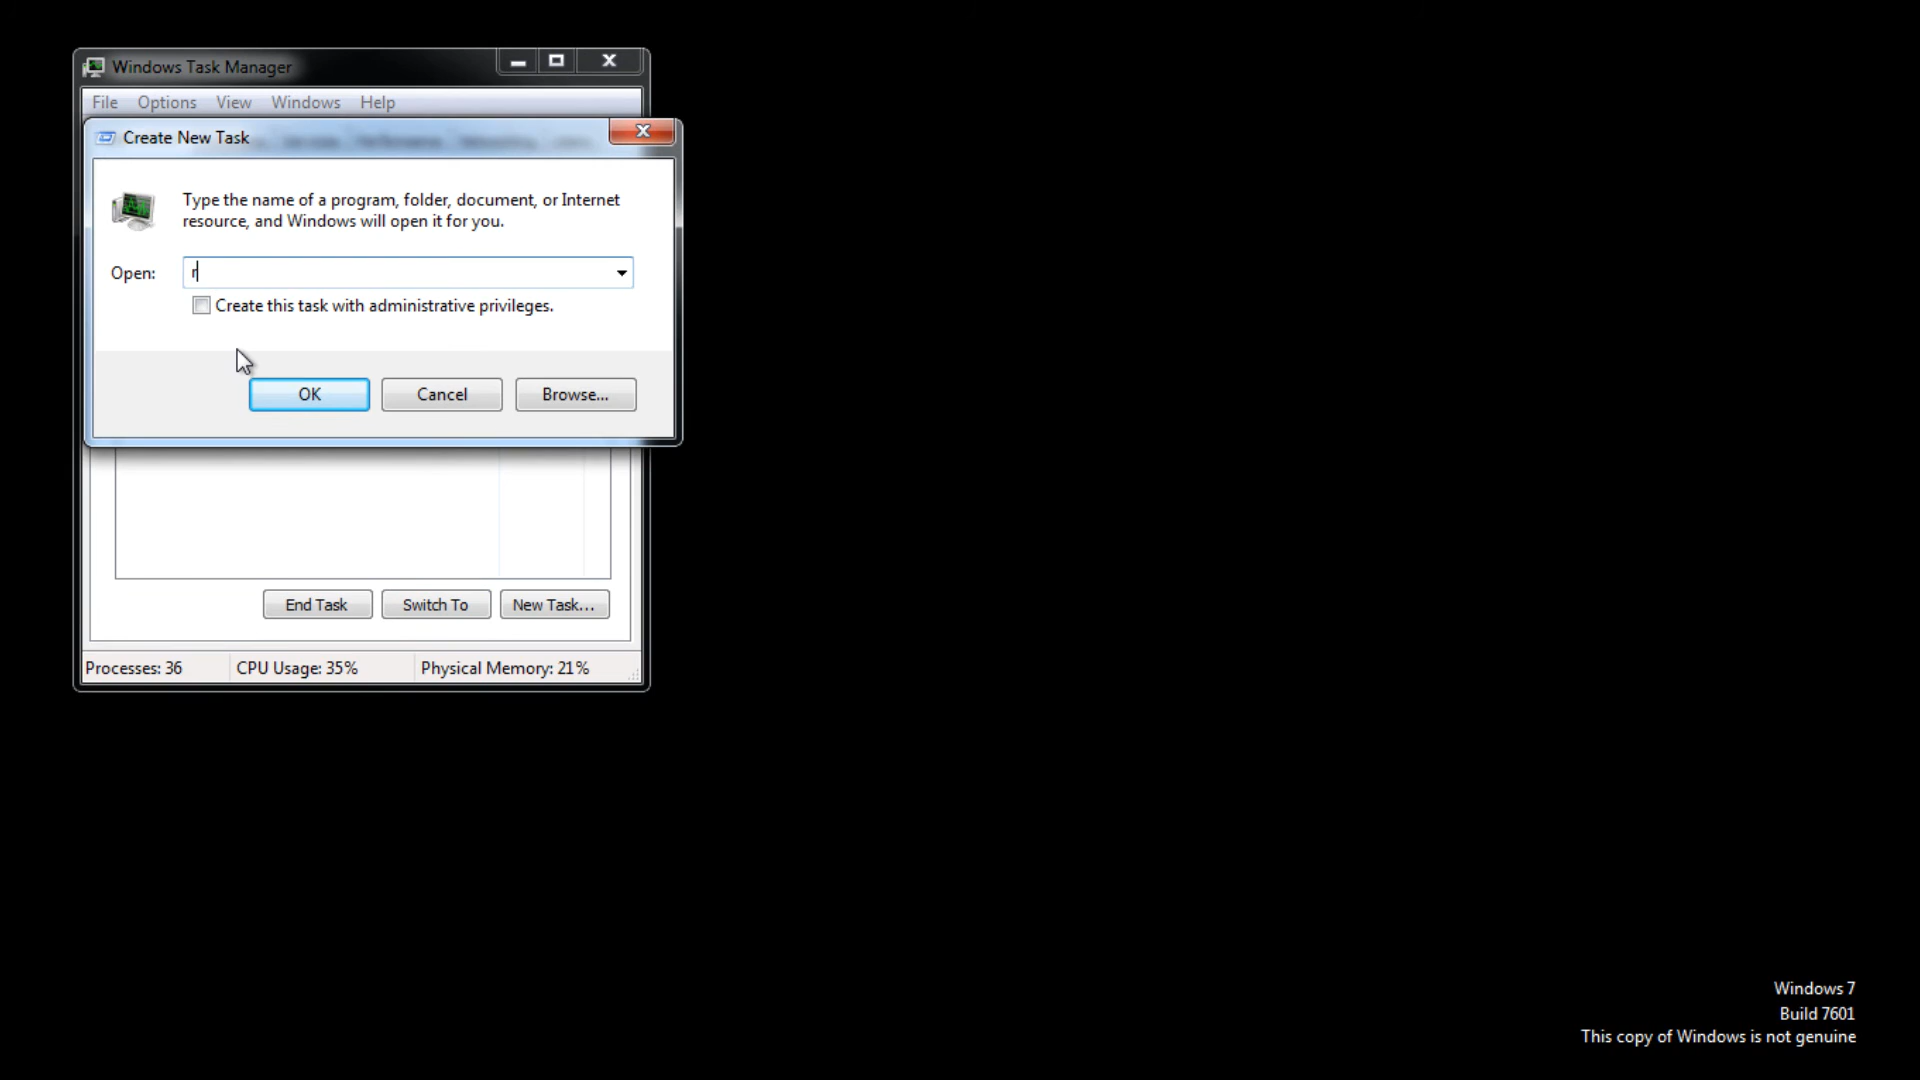 Windows Task Manager
File Options View Windows Help
Create New Task
Type the name of a program, folder, document, or Internet
resource, and Windows will open it for you.
Open: r
Create this task with administrative privileges.
OK Cancel Browse...
End Task Switch To New Task...
Processes: 36 CPU Usage: 35% Physical Memory: 21%
Windows 7
Build 7601
This copy of Windows is not genuine